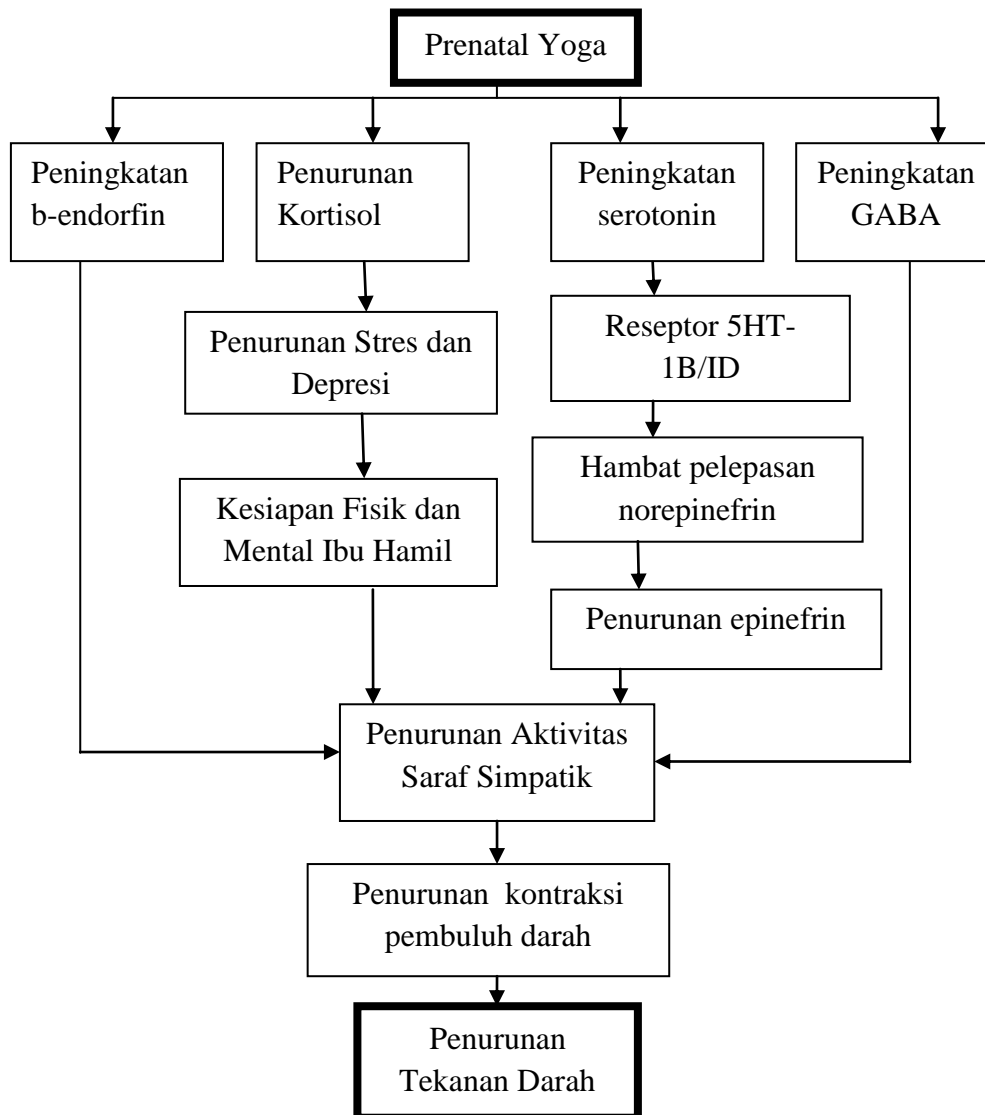 Prenatal Yoga
Peningkatan
b-endorfin
Penurunan
Kortisol
Peningkatan
serotonin
Peningkatan
GABA
Penurunan Stres dan
Depresi
Reseptor 5HT-
1B/ID
Kesiapan Fisik dan
Mental Ibu Hamil
Hambat pelepasan
norepinefrin
Penurunan epinefrin
Penurunan Aktivitas
Saraf Simpatik
Penurunan kontraksi
pembuluh darah
Penurunan
Tekanan Darah